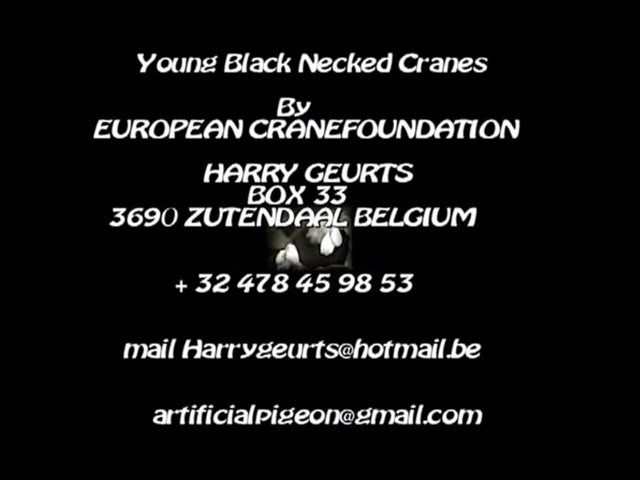 Young Black Necked Cranes
By
EUROPEAN CRANEFOUNDATION
HARRY GEURTS
BOX 33
3690 ZUTENDAAL BELGIUM
+ 32 478 45 98 53
mail Harrygeurts@hotmail.be
artificialpigeon@gmail.com